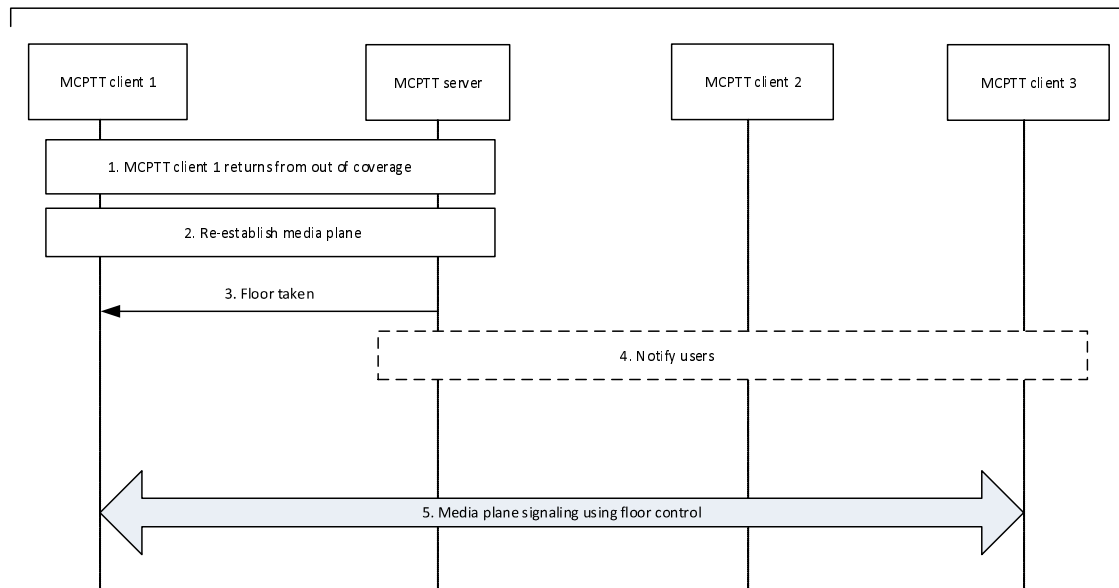 MCPTT client 1
MCPTT server
MCPTT client 2
MCPTT client 3
1. MCPTT client 1 returns from out of coverage
2. Re-establish media plane
3. Floor taken
4. Notify users
5. Media plane signaling using floor control